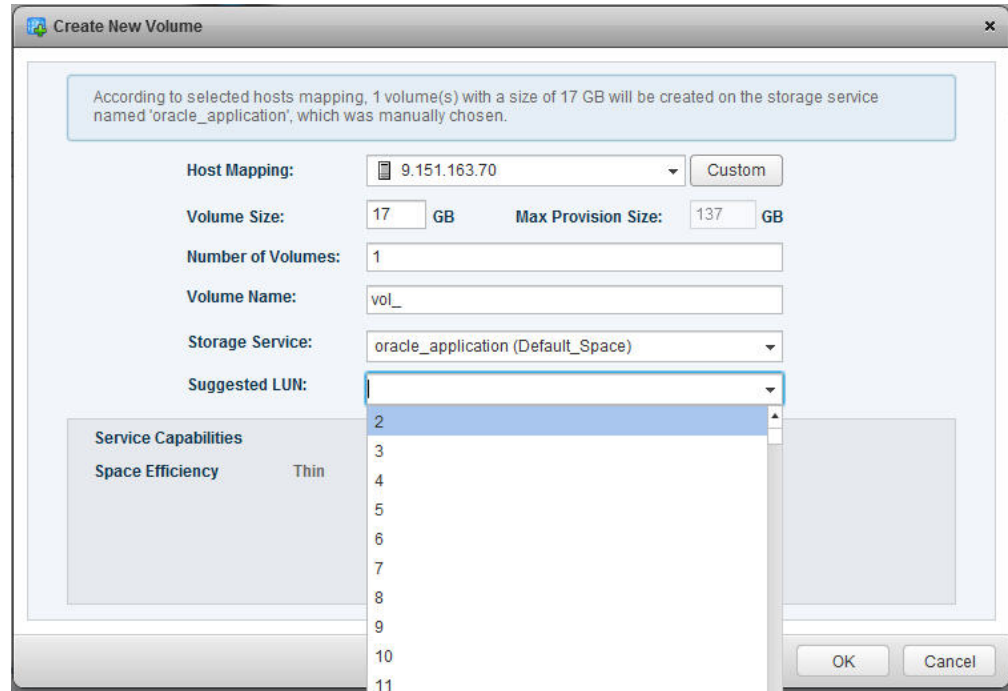 Create New Volume
According to selected hosts mapping, 1 volume(s) with a size of 17 GB will be created on the storage service
named 'oracle_application', which was manually chosen.
Host Mapping: 9.151.163.70 Custom
Volume Size: 17 GB Max Provision Size: 137 GB
Number of Volumes: 1
Volume Name: vol_
Storage Service: oracle_application (Default_Space)
Suggested LUN:
2
Service Capabilities
3
Space Efficiency Thin
4
5
6
7
8
9
10
11
OK Cancel